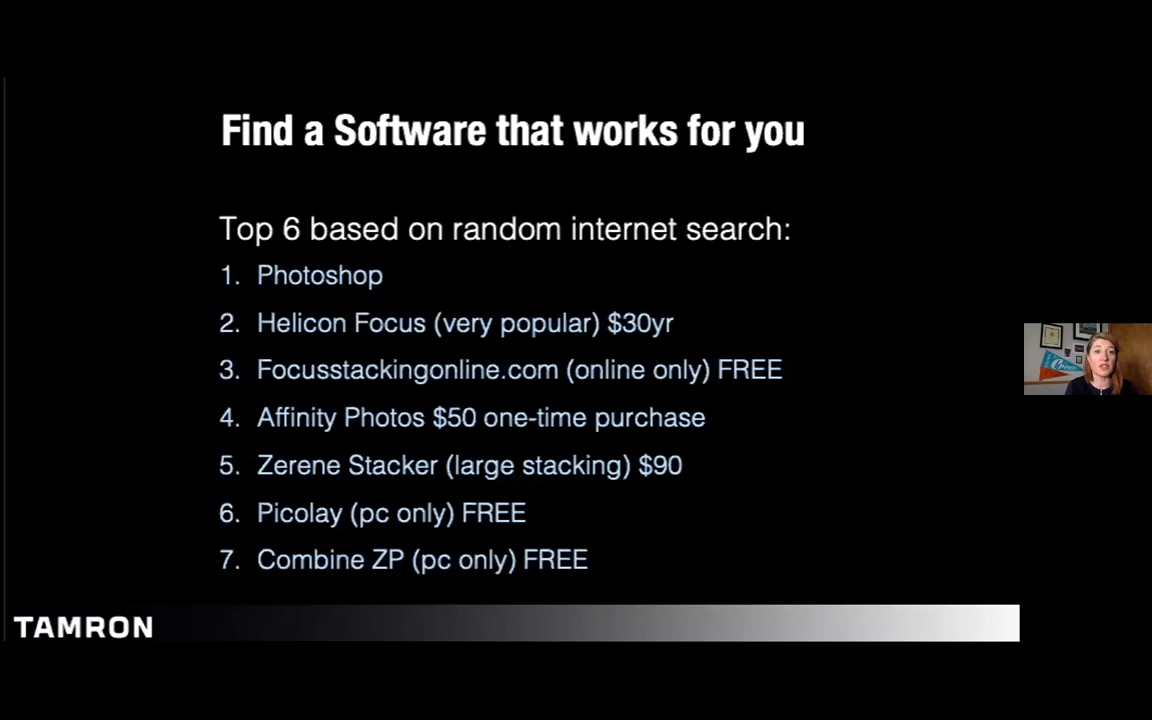 Find a Software that works for you
Top 6 based on random internet search:
1. Photoshop
2. Helicon Focus (very popular) $30yr
3. Focusstackingonline.com (online only) FREE
4. Affinity Photos $50 one-time purchase
5. Zerene Stacker (large stacking) $90
6. Picolay (pc only) FREE
7. Combine ZP (pc only) FREE
TAMRON